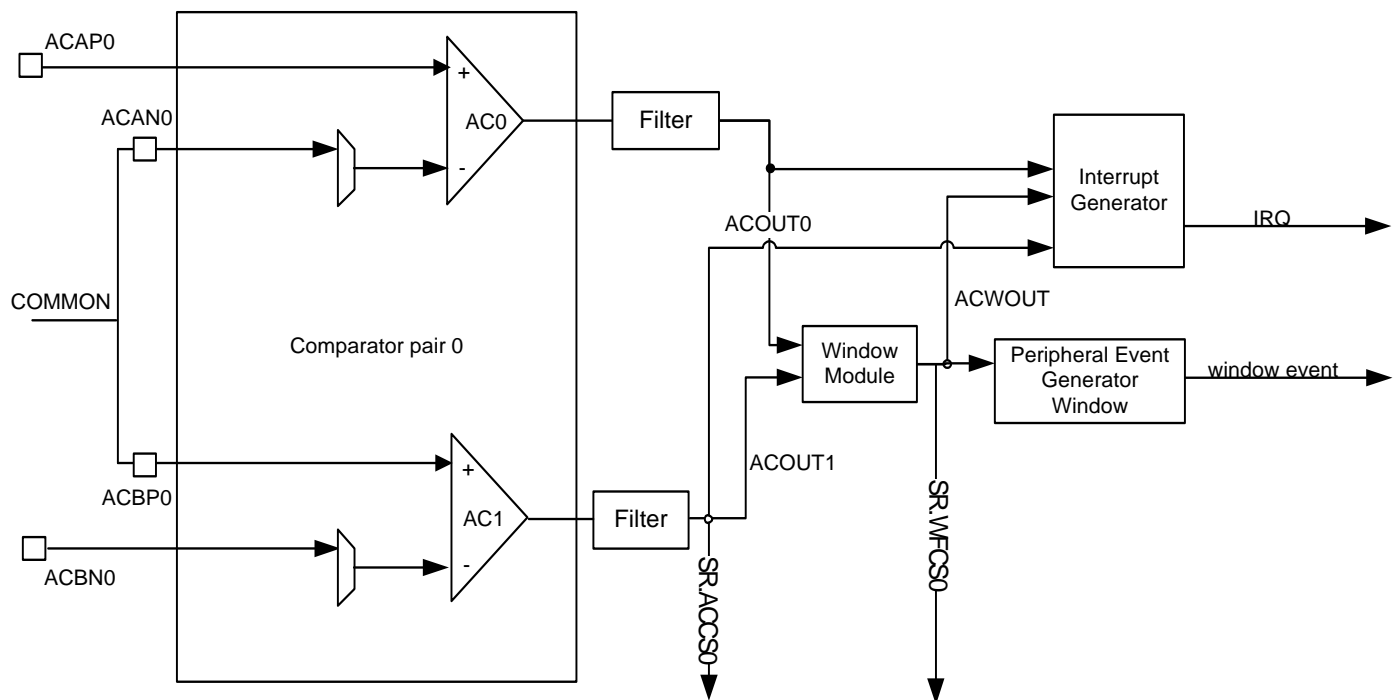 ACAP0
+
ACAN0
AC0
-
Filter
Interrupt
Generator
ACOUT0
IRQ
COMMON
ACWOUT
Comparator pair 0
Window
Module
Peripheral Event
Generator
Window
window event
ACBP0
+
ACOUT1
AC1
-
Filter
ACBN0
SR.ACCS0
SR.WFCS0